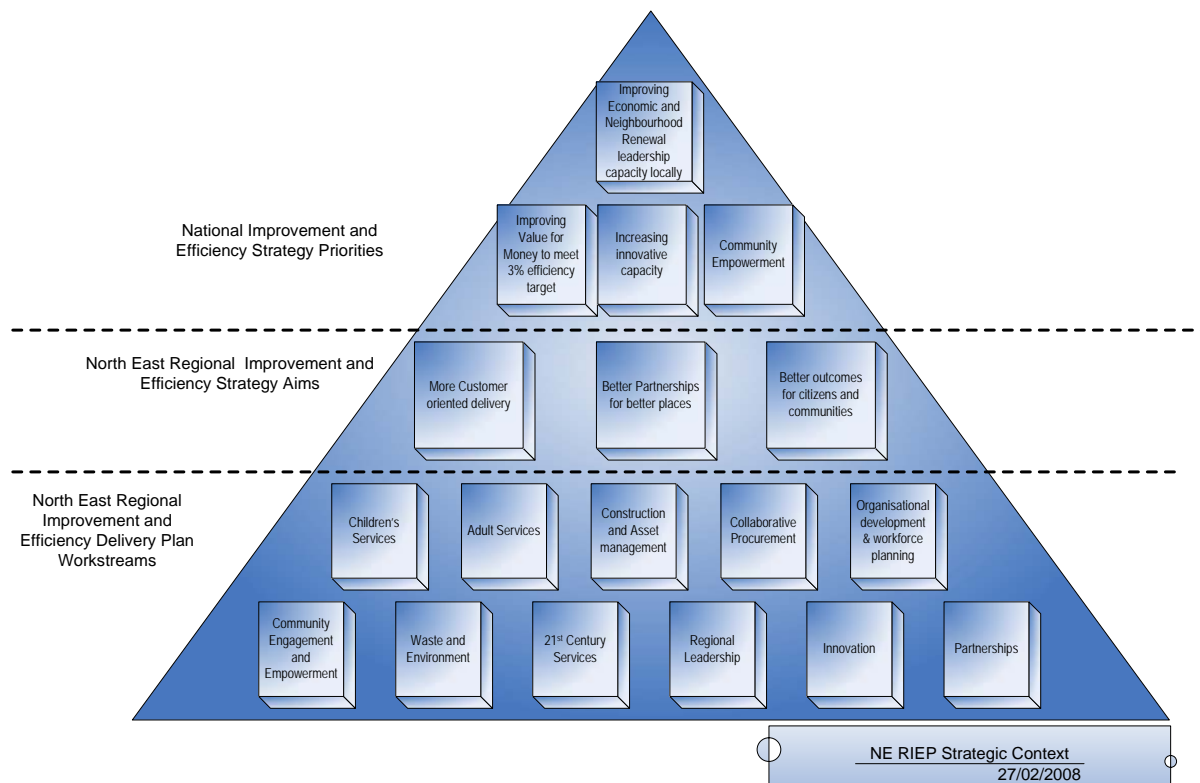 Improving
Economic and
Neighbourhood
Renewal
leadership
capacity locally
National Improvement and
Efficiency Strategy Priorities
Improving
Value for
Money to meet
3% efficiency
target
Increasing
innovative
capacity
Community
Empowerment
North East Regional Improvement and
Efficiency Strategy Aims
More Customer
oriented delivery
Better Partnerships
for better places
Better outcomes
for citizens and
communities
North East Regional
Improvement and
Efficiency Delivery Plan
Workstreams
Children's
Services
Adult Services
Construction
and Asset
management
Collaborative
Procurement
Organisational
development
& workforce
planning
Community
Engagement
and
Empowerment
Waste and
Environment
21st Century
Services
Regional
Leadership
Innovation
Partnerships
NE RIEP Strategic Context
27/02/2008